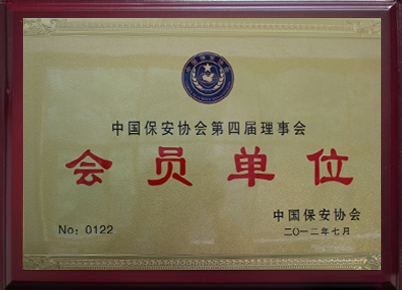 中国保安协会第四届理事会
会员单位
No: 0122
中国保安协会
二〇一二年七月